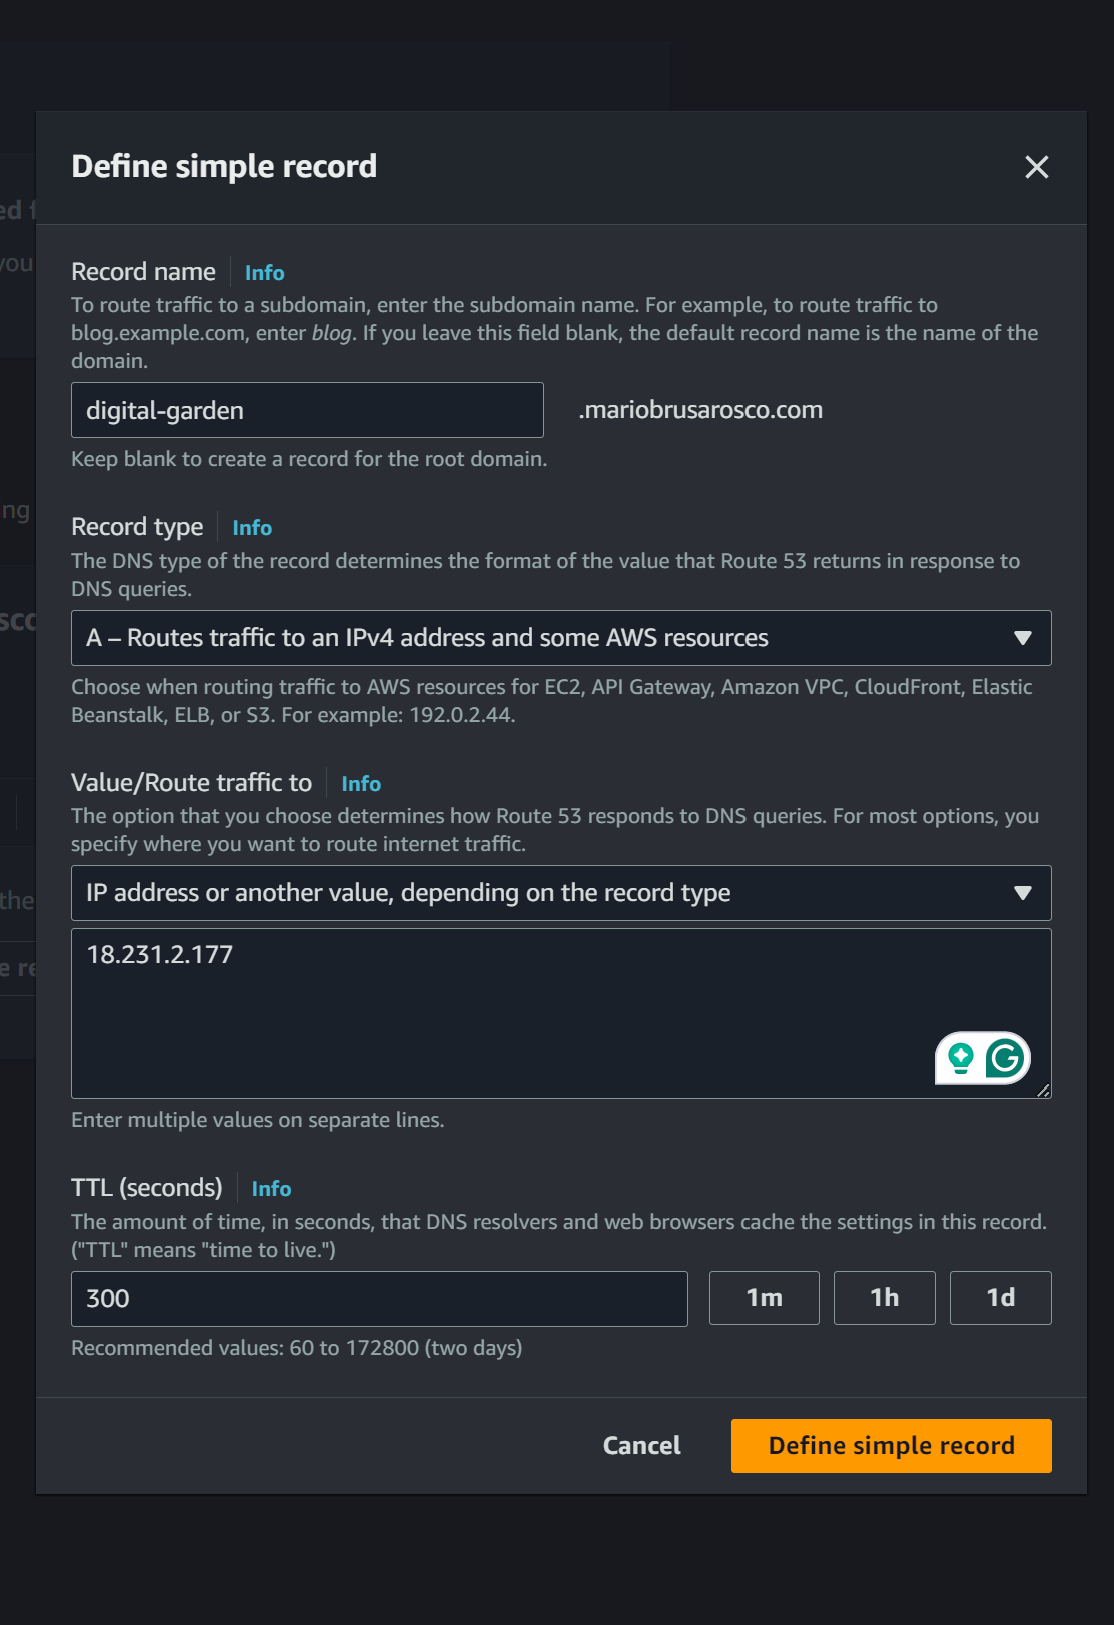 Define simple record
ed f
you
Record name Info
To route traffic to a subdomain, enter the subdomain name. For example, to route traffic to
blog.example.com, enter blog. If you leave this field blank, the default record name is the name of the
domain.
digital-garden .mariobrusarosco.com
Keep blank to create a record for the root domain.
ng
Record type Info
The DNS type of the record determines the format of the value that Route 53 returns in response to
DNS queries.
sco
A – Routes traffic to an IPv4 address and some AWS resources
Choose when routing traffic to AWS resources for EC2, API Gateway, Amazon VPC, CloudFront, Elastic
Beanstalk, ELB, or S3. For example: 192.0.2.44.
Value/Route traffic to Info
The option that you choose determines how Route 53 responds to DNS queries. For most options, you
specify where you want to route internet traffic.
the
IP address or another value, depending on the record type
18.231.2.177
e re
G
Enter multiple values on separate lines.
TTL (seconds) Info
The amount of time, in seconds, that DNS resolvers and web browsers cache the settings in this record.
("TTL" means "time to live.")
300 1m 1h 1d
Recommended values: 60 to 172800 (two days)
Cancel Define simple record